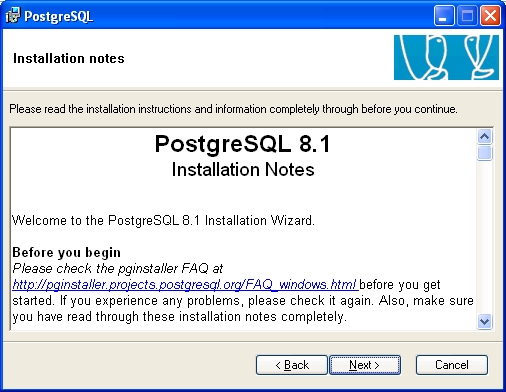 PostgreSQL
Installation notes
Please read the installation instructions and information completely through before you continue.
PostgreSQL 8.1
Installation Notes
Welcome to the PostgreSQL 8.1 Installation Wizard.
Before you begin
Please check the pginstaller FAQ at
http://pginstaller.projects.postgresql.org/FAQ_windows.html before you get
started. If you experience any problems, please check it again. Also, make sure
you have read through these installation notes completely.
< Back Next > Cancel